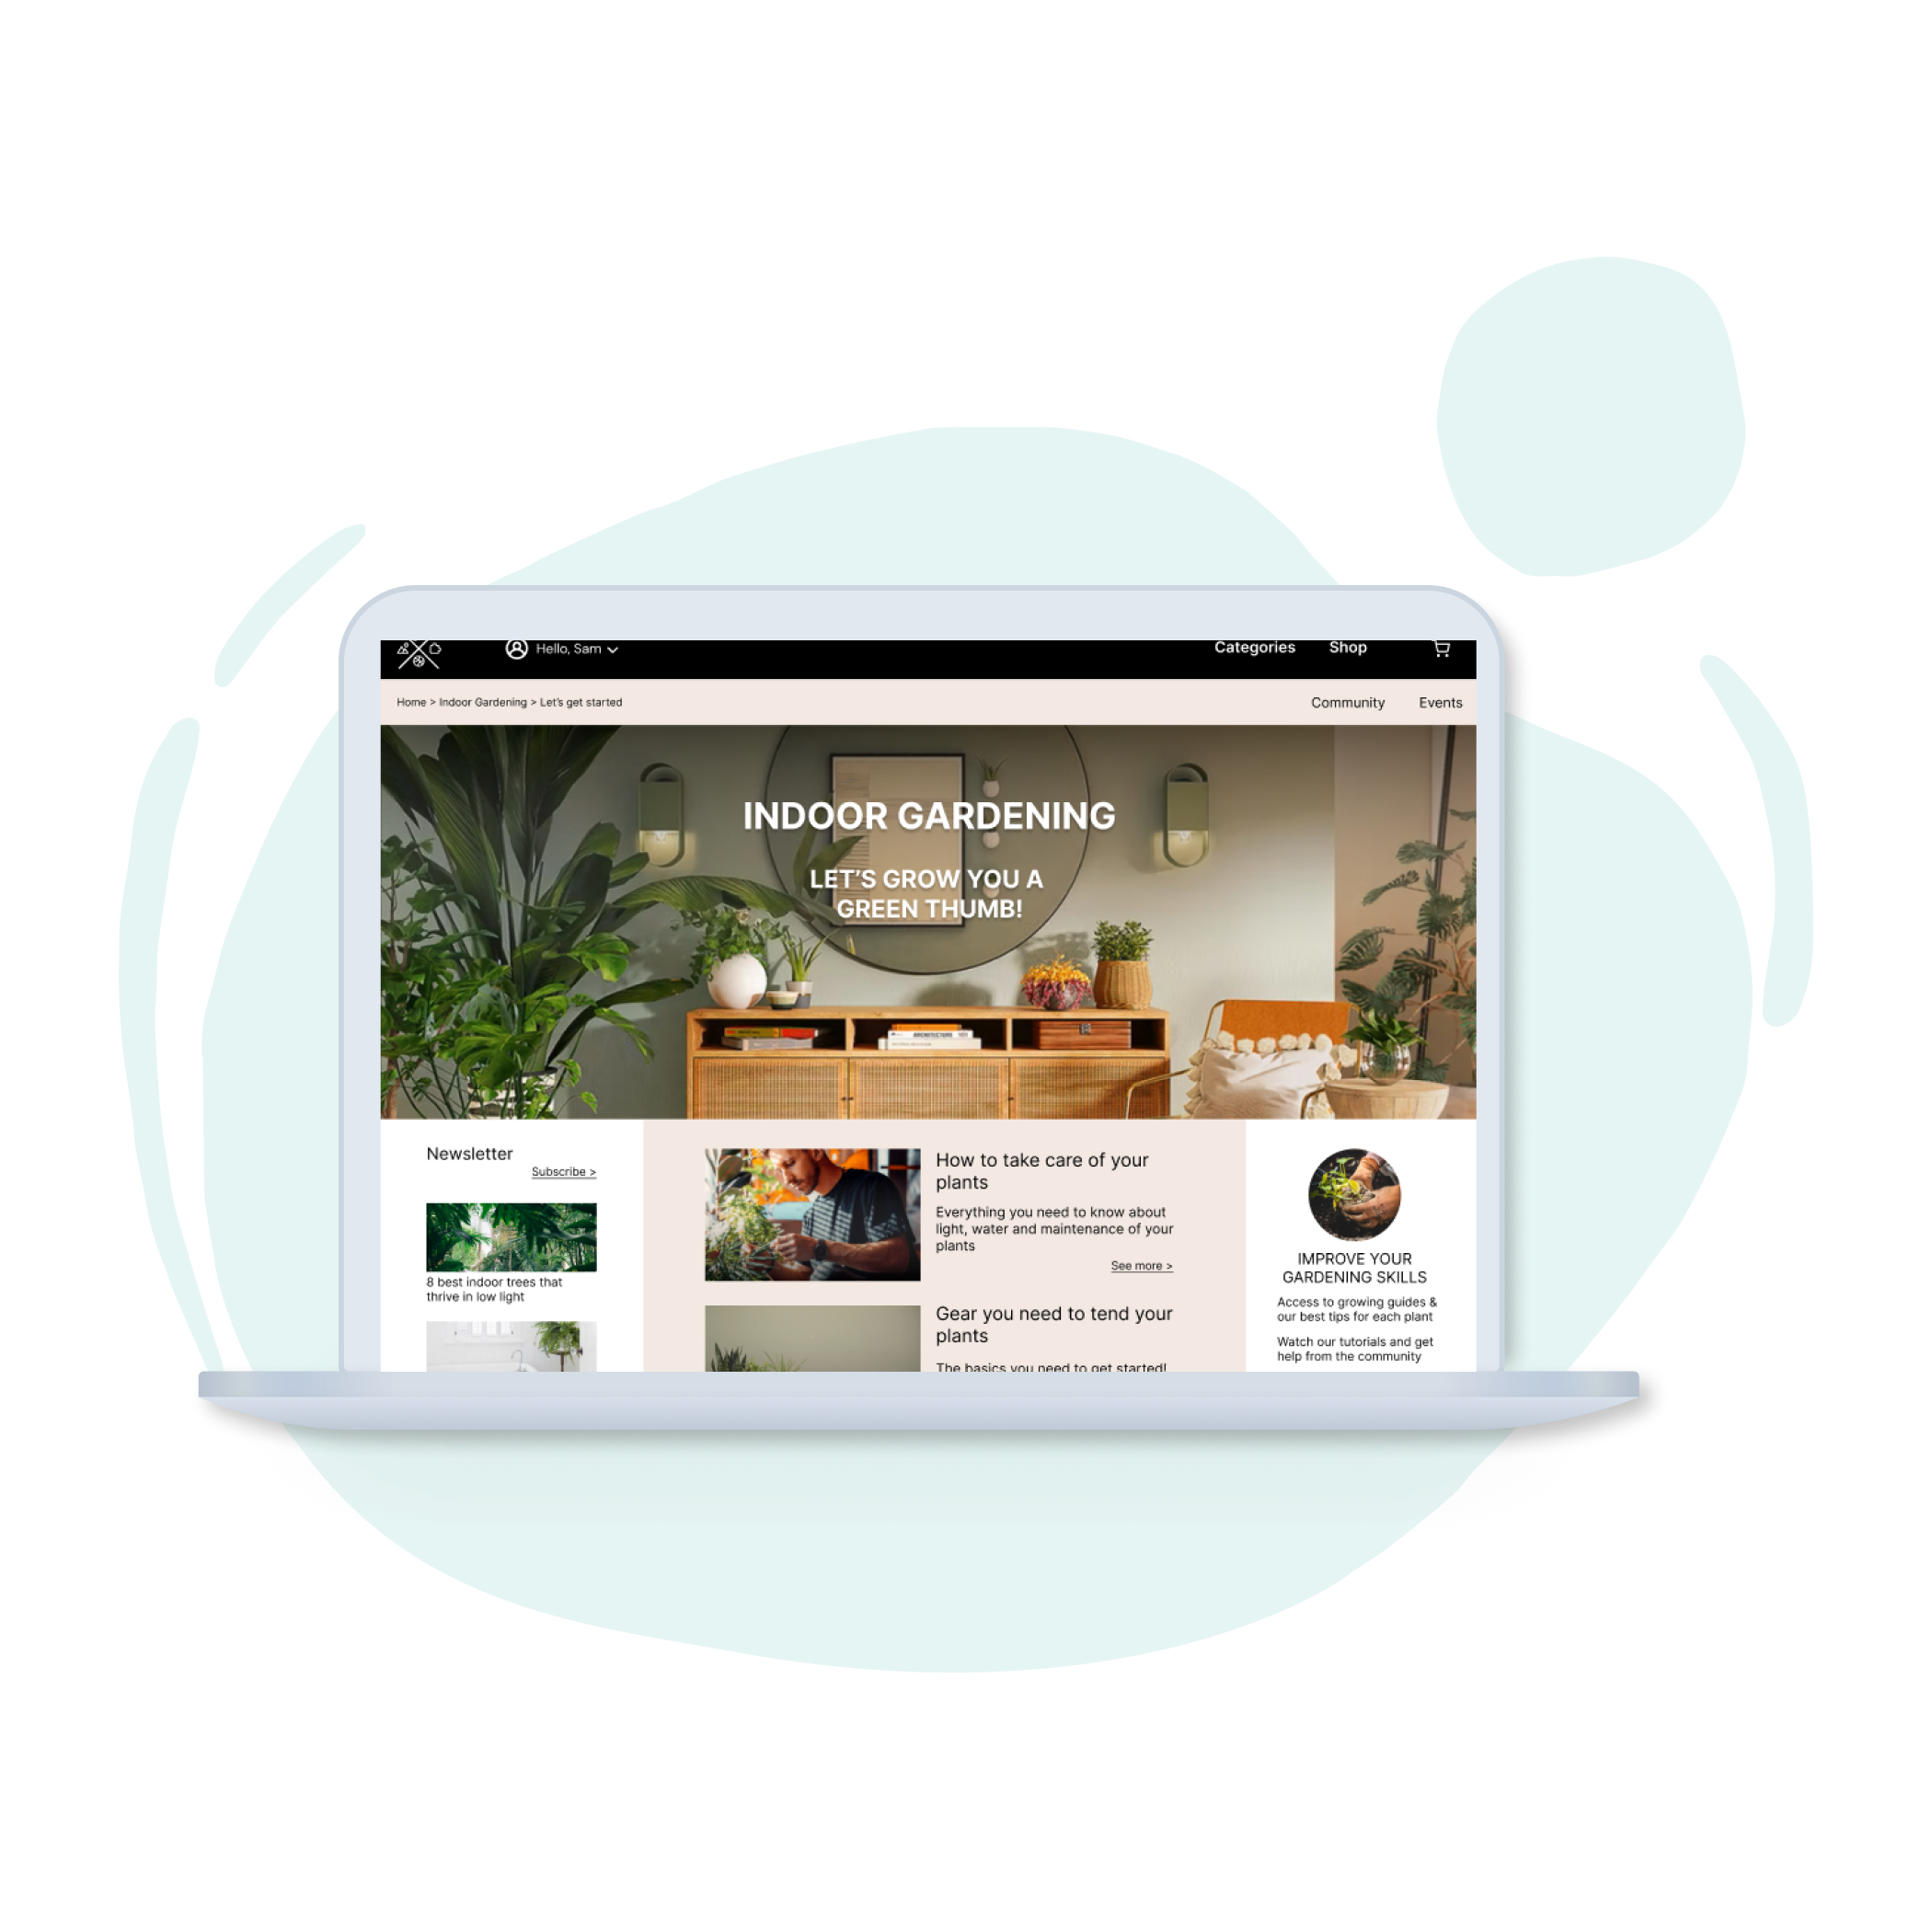 Hello, Sam
Categories
Shop
Home > Indoor Gardening > Let's get started
Community
Events
INDOOR GARDENING
LET'S GROW YOU A
GREEN THUMB!
ARCHITECTURE
Newsletter
Subscribe >
8 best indoor trees that
thrive in low light
How to take care of your
plants
Everything you need to know about
light, water and maintenance of your
plants
See more >
Gear you need to tend your
plants
The basics you need to get started!
IMPROVE YOUR
GARDENING SKILLS
Access to growing guides &
our best tips for each plant
Watch our tutorials and get
help from the community